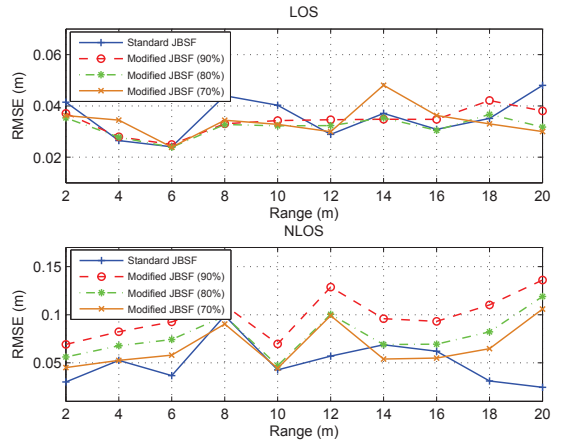 LOS
0.06
0.04
0.02
RMSE (m)
Standard JBSF
Modified JBSF (90%)
Modified JBSF (80%)
Modified JBSF (70%)
2 4 6 8 10 12 14 16 18 20
Range (m)
NLOS
0.15
0.1
0.05
RMSE (m)
Standard JBSF
Modified JBSF (90%)
Modified JBSF (80%)
Modified JBSF (70%)
2 4 6 8 10 12 14 16 18 20
Range (m)